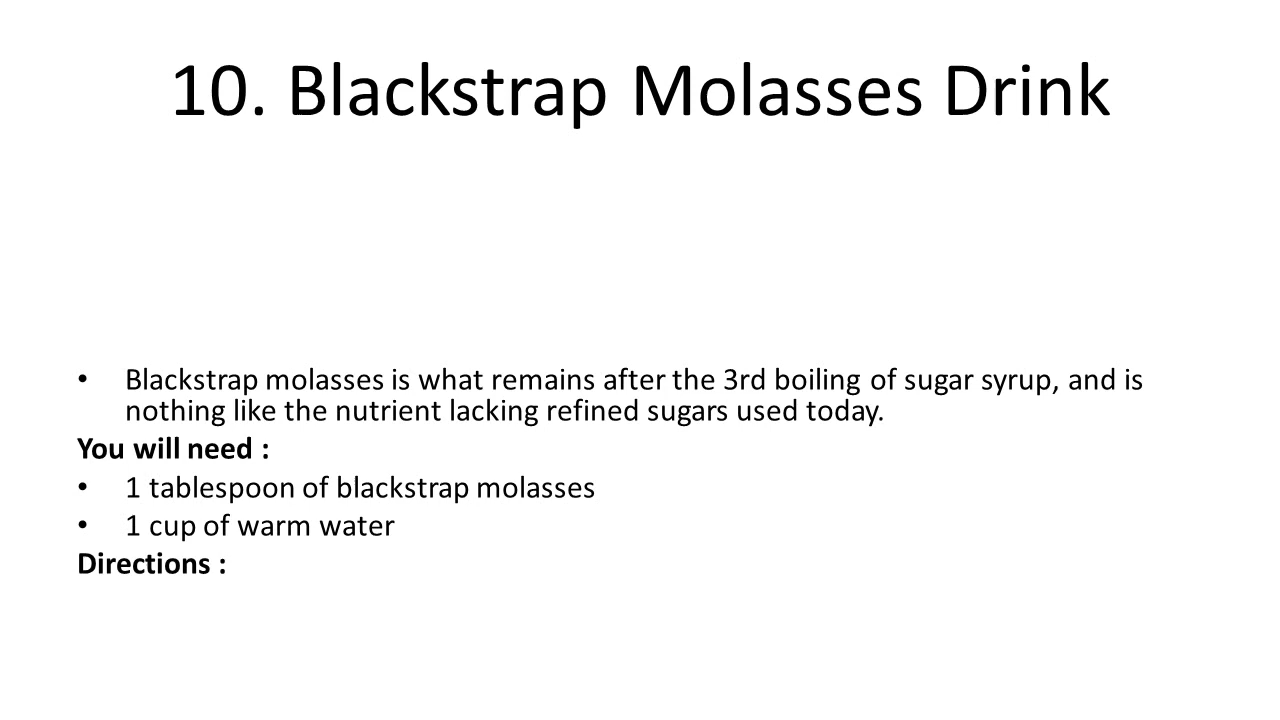 10. Blackstrap Molasses Drink
• Blackstrap molasses is what remains after the 3rd boiling of sugar syrup, and is
nothing like the nutrient lacking refined sugars used today.
You will need :
• 1 tablespoon of blackstrap molasses
• 1 cup of warm water
Directions :